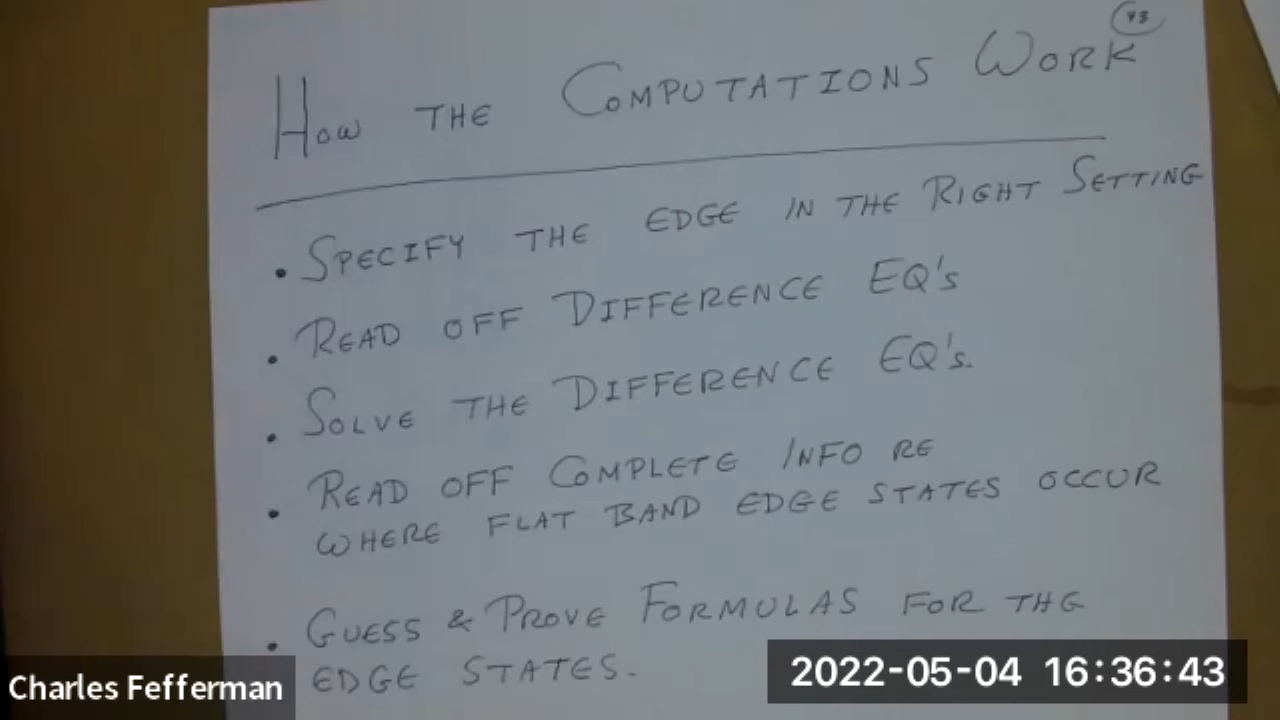 48
How the Computations Work
• Specify the edge in the Right Setting
• Read off Difference EQ's
• Solve the Difference EQ's.
• Read off Complete Info re
where flat band edge states occur
• Guess & Prove Formulas for the
edge states.
Charles Fefferman
2022-05-04 16:36:43